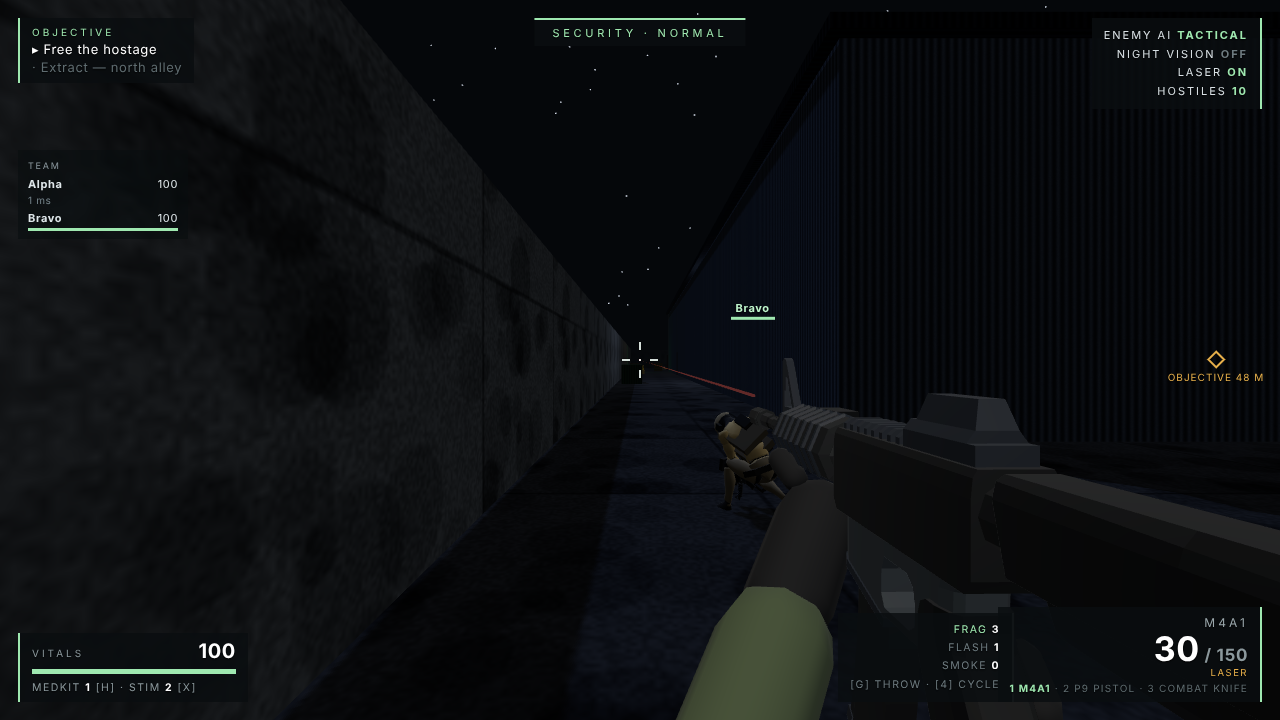 OBJECTIVE
▸ Free the hostage
· Extract — north alley
SECURITY · NORMAL
ENEMY AI TACTICAL
NIGHT VISION OFF
LASER ON
HOSTILES 10
TEAM
Alpha 100
1 ms
Bravo 100
Bravo
OBJECTIVE 48 M
VITALS 100
MEDKIT 1 [H] · STIM 2 [X]
FRAG 3
FLASH 1
SMOKE 0
[G] THROW · [4] CYCLE
M4A1
30 / 150
LASER
1 M4A1 · 2 P9 PISTOL · 3 COMBAT KNIFE